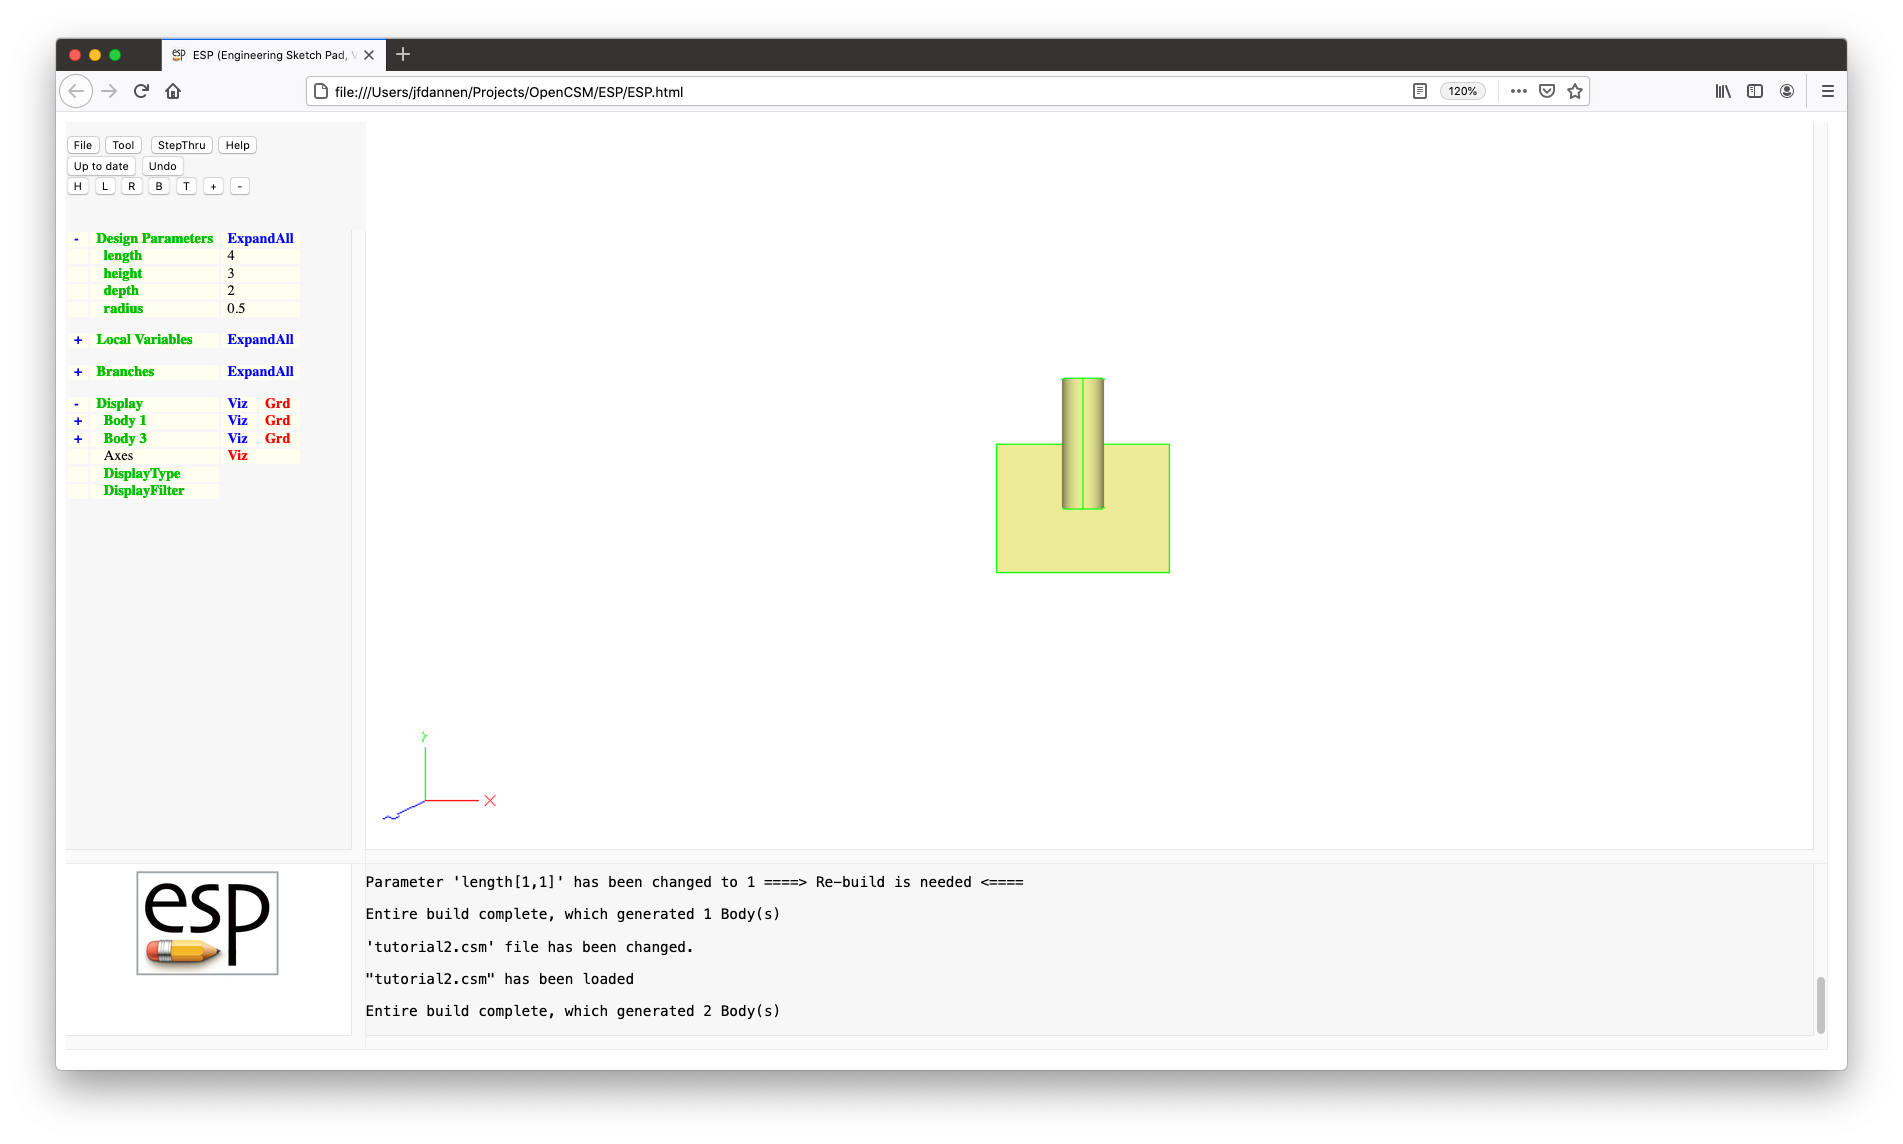 esp ESP (Engineering Sketch Pad, V
file:///Users/jfdannen/Projects/OpenCSM/ESP/ESP.html 120%
File Tool StepThru Help
Up to date Undo
H L R B T + -
- Design Parameters ExpandAll
length 4
height 3
depth 2
radius 0.5
+ Local Variables ExpandAll
+ Branches ExpandAll
- Display Viz Grd
+ Body 1 Viz Grd
+ Body 3 Viz Grd
Axes Viz
DisplayType
DisplayFilter
Y
X
Z
esp
Parameter 'length[1,1]' has been changed to 1 ====> Re-build is needed <====
Entire build complete, which generated 1 Body(s)
'tutorial2.csm' file has been changed.
"tutorial2.csm" has been loaded
Entire build complete, which generated 2 Body(s)